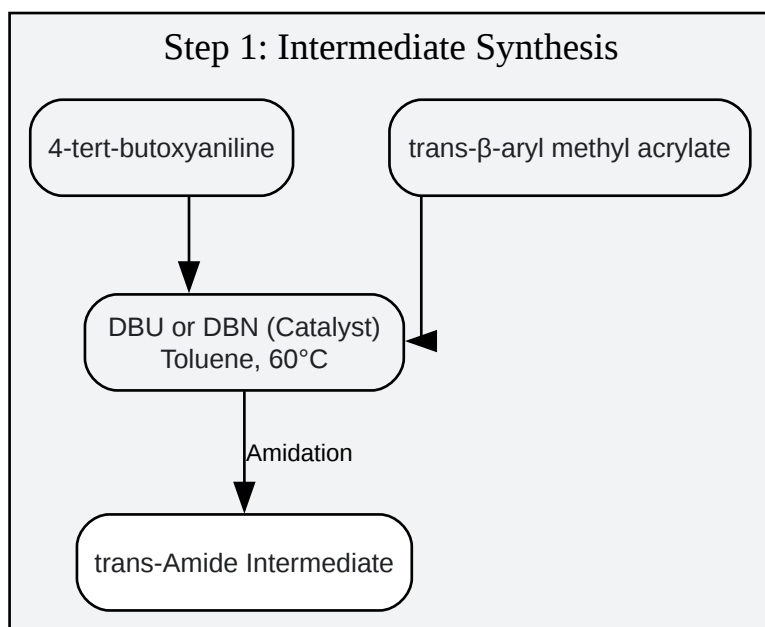 Step 1: Intermediate Synthesis
4-tert-butoxyaniline
trans-β-aryl methyl acrylate
DBU or DBN (Catalyst)
Toluene, 60°C
Amidation
trans-Amide Intermediate